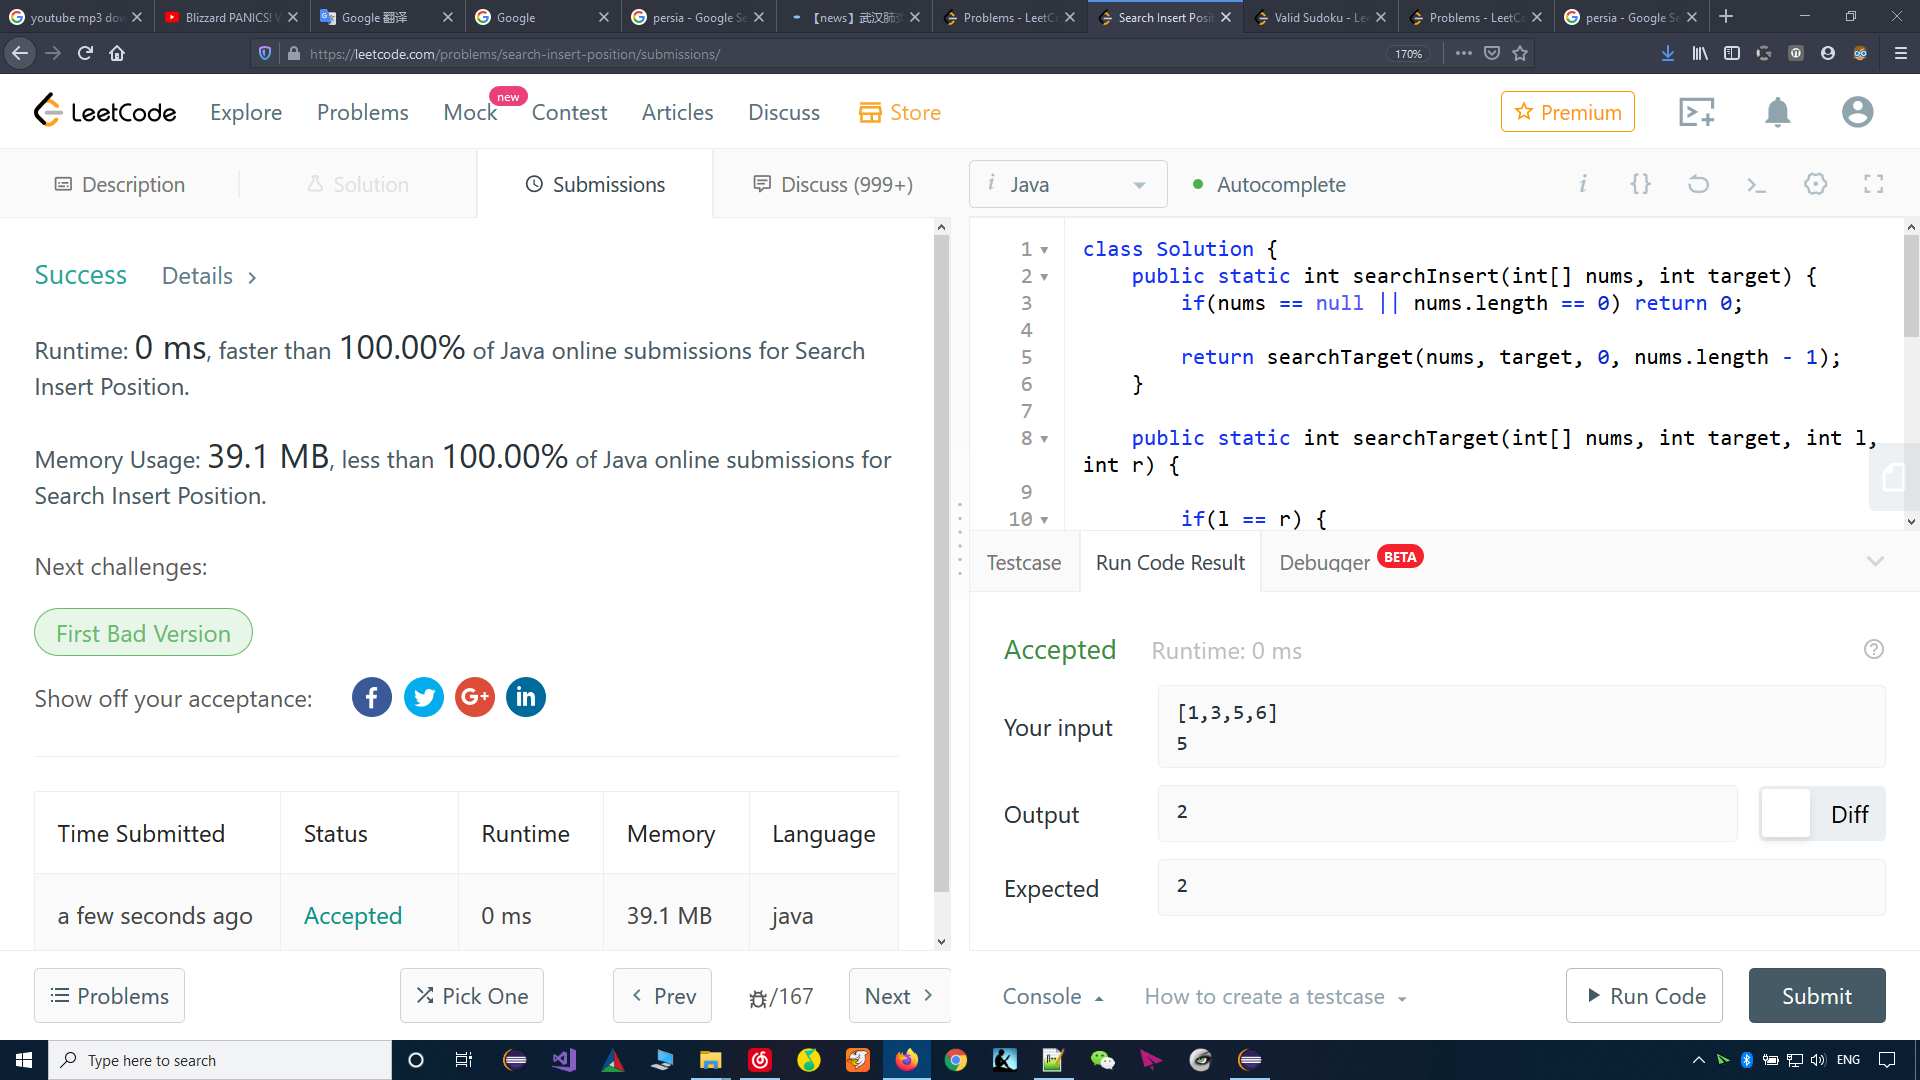 youtube mp3 dow
Blizzard PANICS! W
Google 翻译
Google
persia - Google Se
【news】武汉肺炎
Problems - LeetCo
Search Insert Posit
Valid Sudoku - Lee
Problems - LeetCo
persia - Google Se
https://leetcode.com/problems/search-insert-position/submissions/
170%
LeetCode
Explore
Problems
Mock
new
Contest
Articles
Discuss
Store
Premium
Description
Solution
Submissions
Discuss (999+)
i Java
Autocomplete
i
{}
Success
Details >
Runtime: 0 ms, faster than 100.00% of Java online submissions for Search
Insert Position.
Memory Usage: 39.1 MB, less than 100.00% of Java online submissions for
Search Insert Position.
Next challenges:
First Bad Version
Show off your acceptance:
f
G+
in
Time Submitted Status Runtime Memory Language
a few seconds ago Accepted 0 ms 39.1 MB java
Problems
Pick One
Prev
/167
Next
1 class Solution {
2 public static int searchInsert(int[] nums, int target) {
3 if(nums == null || nums.length == 0) return 0;
4
5 return searchTarget(nums, target, 0, nums.length - 1);
6 }
7
8 public static int searchTarget(int[] nums, int target, int l,
int r) {
9
10 if(l == r) {
Testcase
Run Code Result
Debugger
BETA
Accepted
Runtime: 0 ms
?
Your input
[1,3,5,6]
5
Output
2
Diff
Expected
2
Console
How to create a testcase
Run Code
Submit
Type here to search
ENG